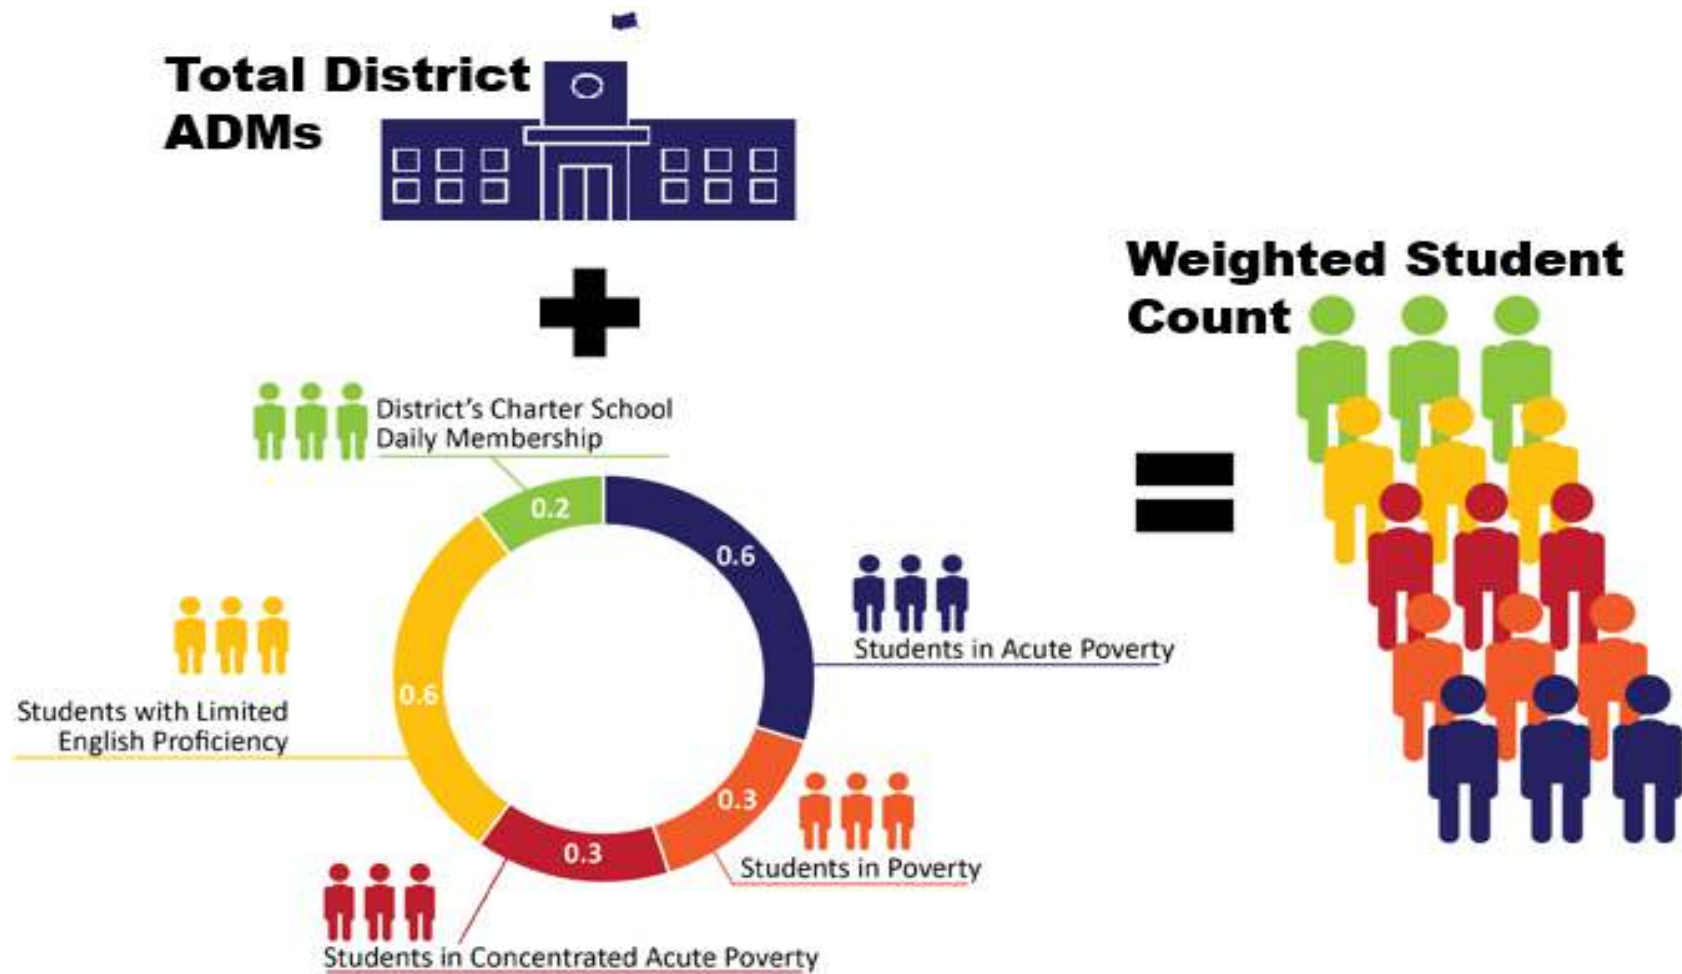 Total District
ADMs
Weighted Student
Count
District's Charter School
Daily Membership
0.2
0.6
Students in Acute Poverty
0.6
Students with Limited
English Proficiency
0.3
Students in Poverty
0.3
Students in Concentrated Acute Poverty